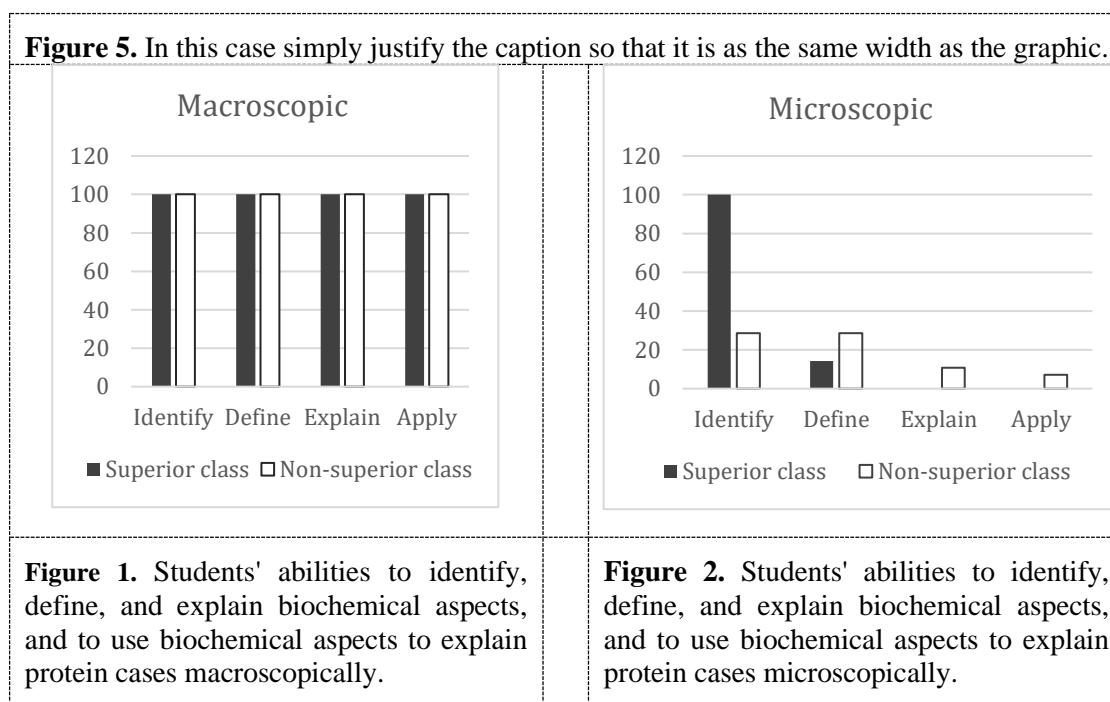 Figure 5. In this case simply justify the caption so that it is as the same width as the graphic.
Macroscopic
120
100
80
60
40
20
0
Identify Define Explain Apply
Superior class Non-superior class
Microscopic
120
100
80
60
40
20
0
Identify Define Explain Apply
Superior class Non-superior class
Figure 1. Students' abilities to identify,
define, and explain biochemical aspects,
and to use biochemical aspects to explain
protein cases macroscopically.
Figure 2. Students' abilities to identify,
define, and explain biochemical aspects,
and to use biochemical aspects to explain
protein cases microscopically.